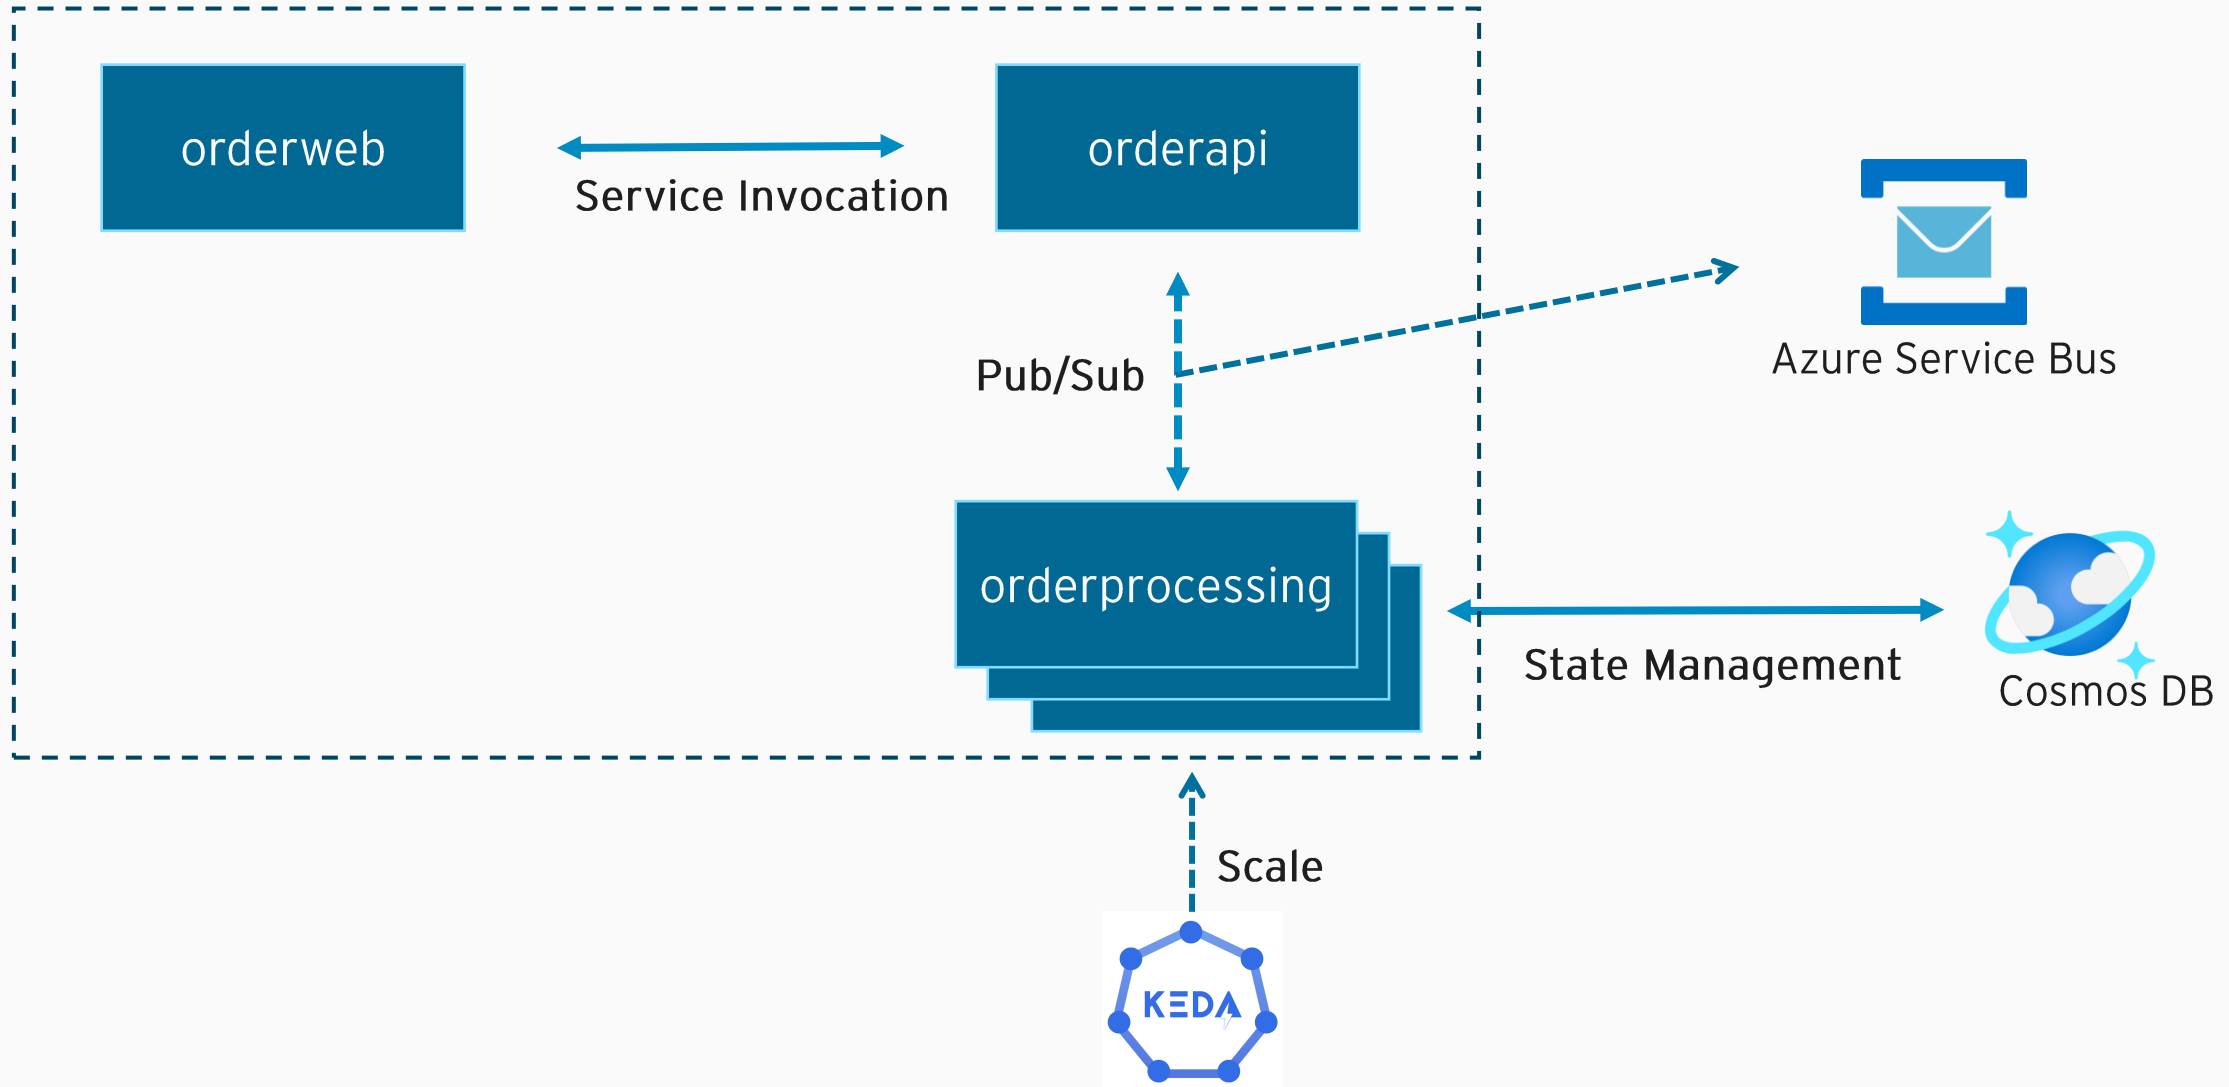 orderweb
Service Invocation
orderapi
Azure Service Bus
Pub/Sub
orderprocessing
State Management
Cosmos DB
Scale
KEDA